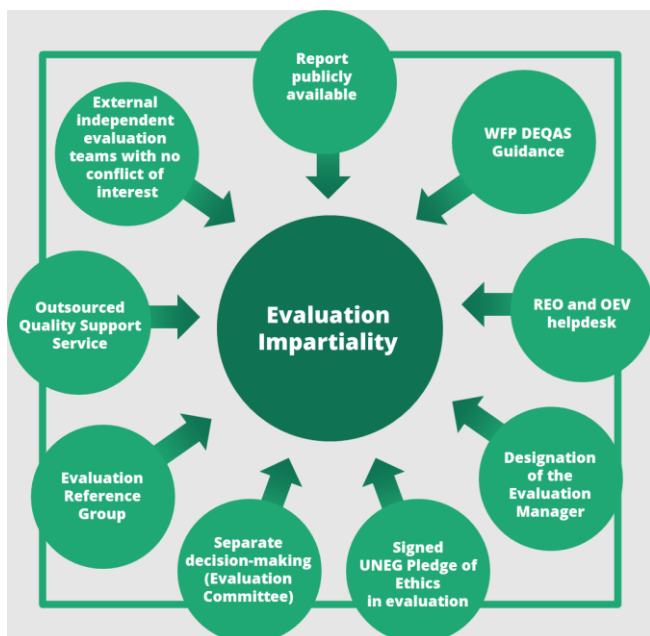 Report
publicly
available
WFP DEQAS
Guidance
REO and OEV
helpdesk
Designation
of the
Evaluation
Manager
Signed
UNEG Pledge of
Ethics
in evaluation
Separate
decision-making
(Evaluation
Committee)
Evaluation
Reference
Group
Outsourced
Quality Support
Service
External
independent
evaluation
teams with no
conflict of
interest
Evaluation
Impartiality